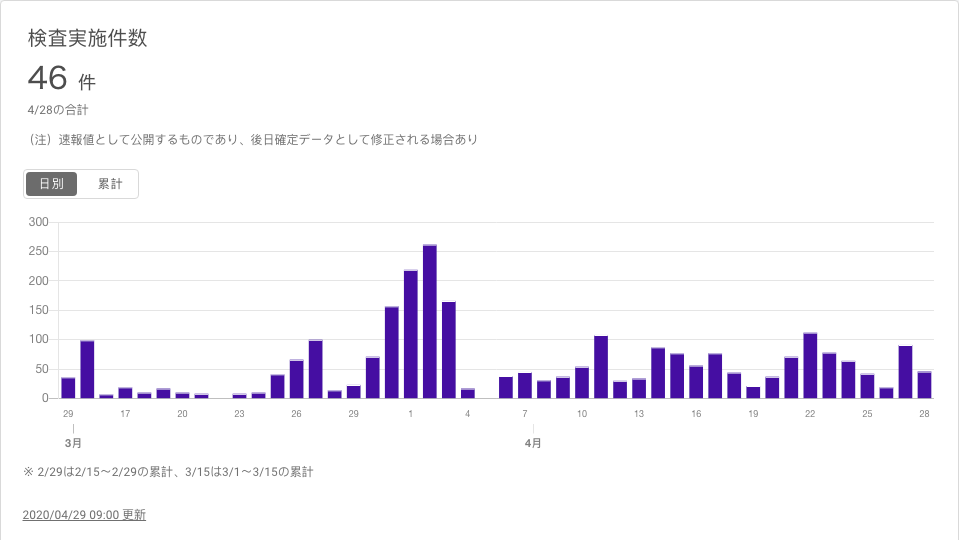 検査実施件数
46 件
4/28の合計
（注）速報値として公開するものであり、後日確定データとして修正される場合あり
日別 累計
300
250
200
150
100
50
0
29 17 20 23 26 29 1 4 7 10 13 16 19 22 25 28
3月 4月
※ 2/29は2/15～2/29の累計、3/15は3/1～3/15の累計
2020/04/29 09:00 更新